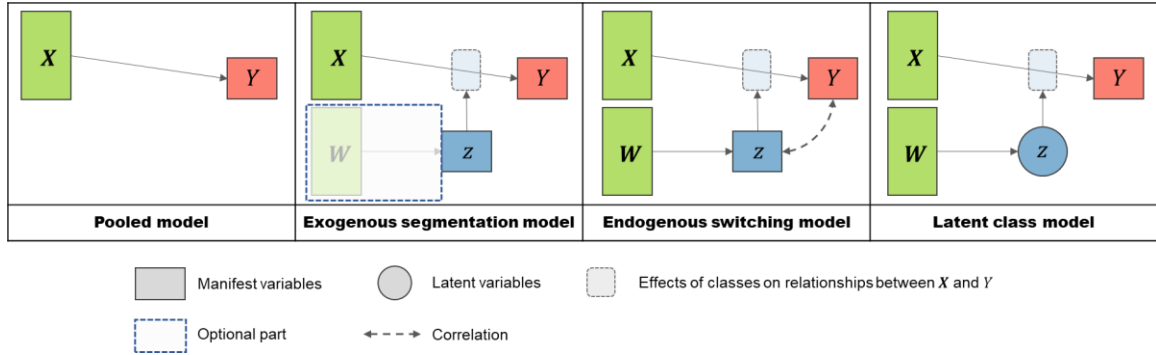 X
Y
X
Y
W
z
X
Y
W
z
X
Y
W
z
Pooled model
Exogenous segmentation model
Endogenous switching model
Latent class model
Manifest variables
Latent variables
Effects of classes on relationships between X and Y
Optional part
Correlation